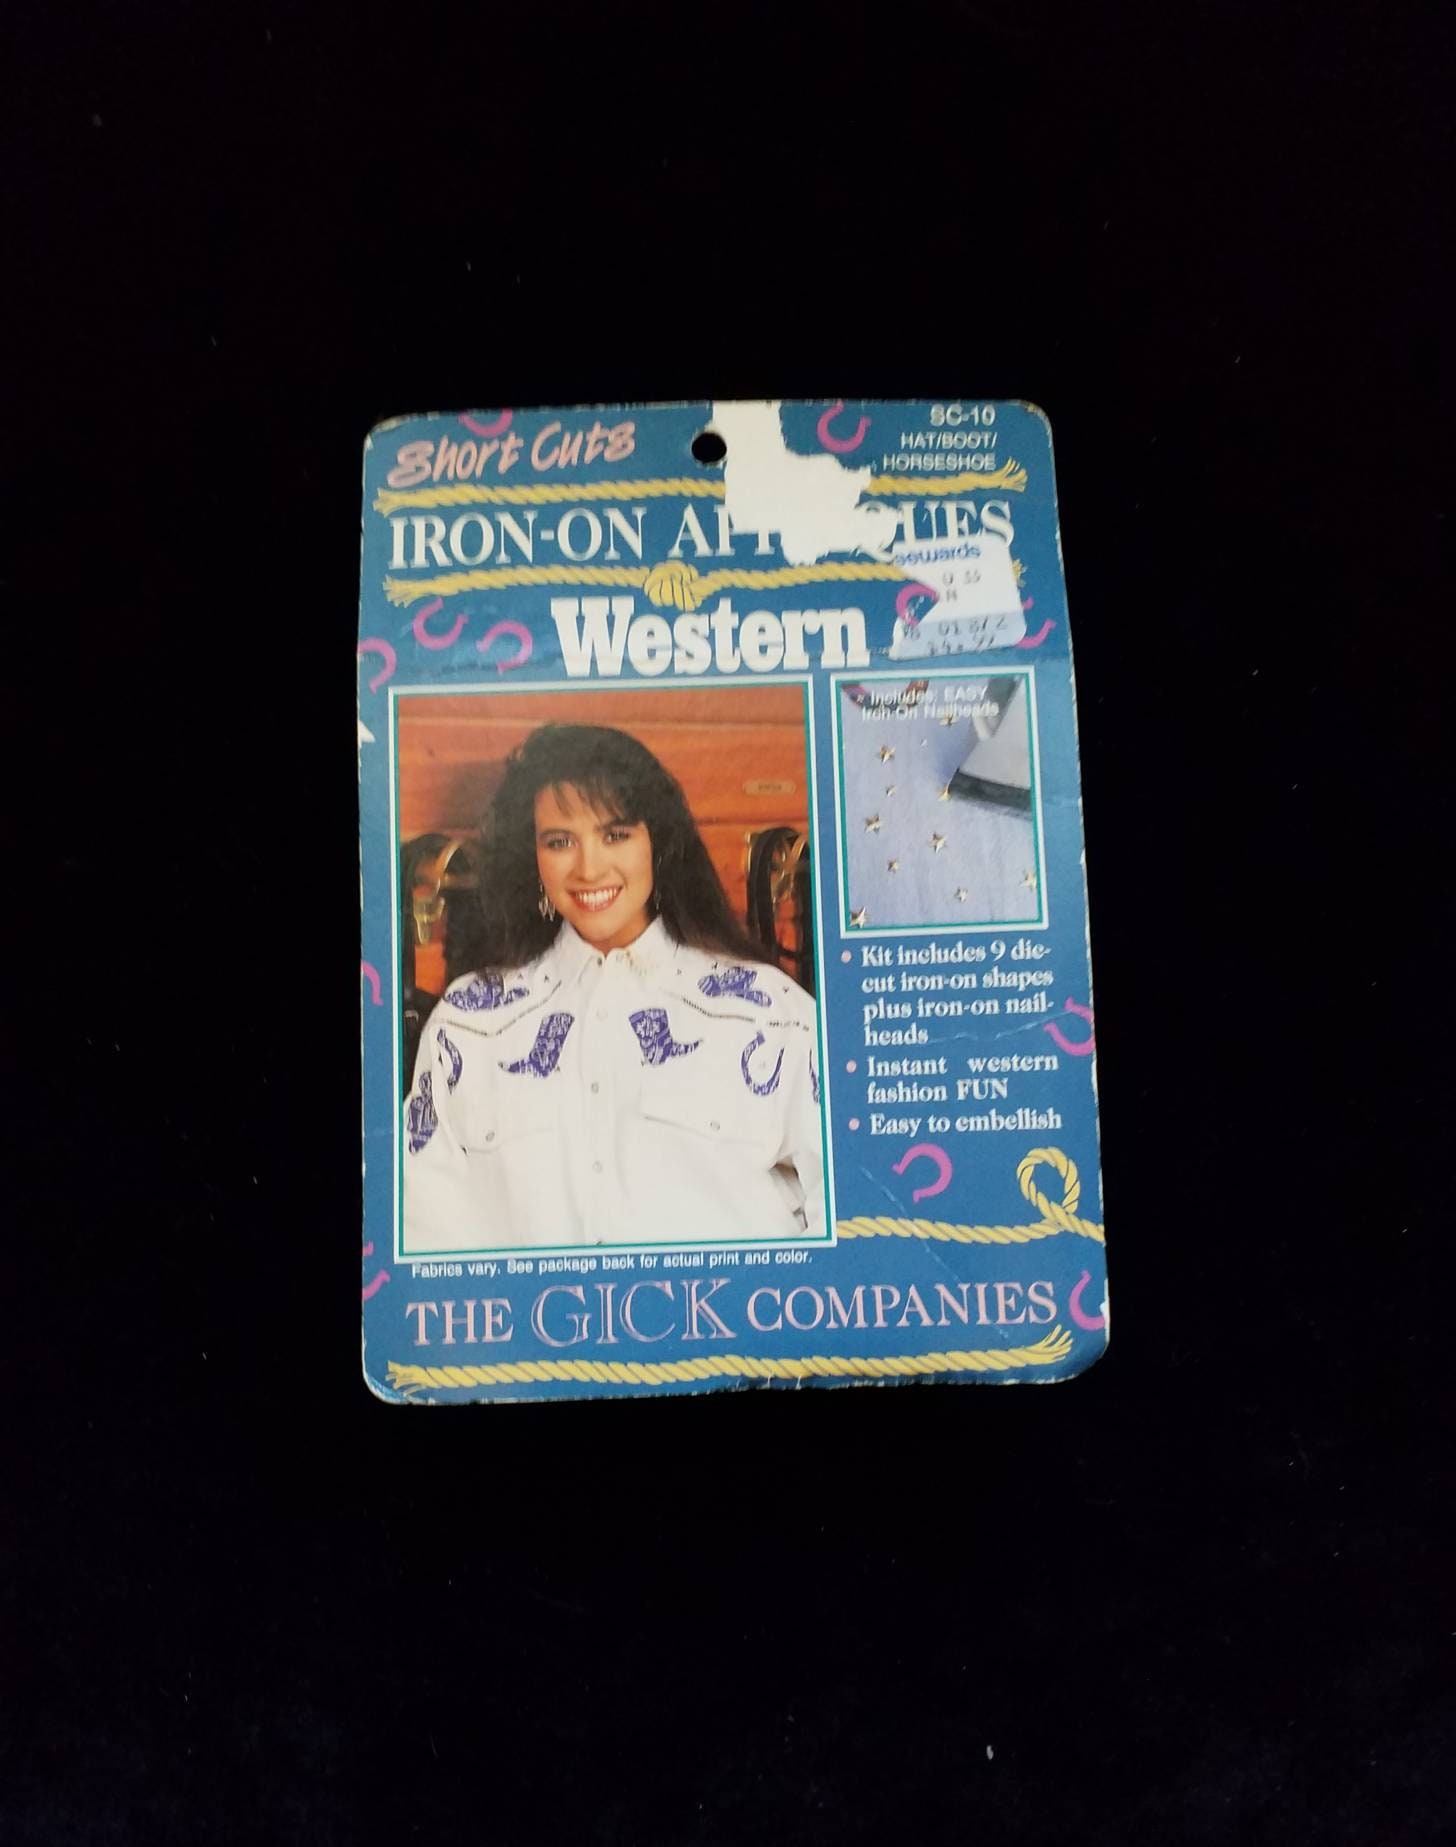 Short Cuts
SC-10
HAT/BOOT/
HORSESHOE
IRON-ON
Western
Includes: EASY
Iron-On Nailheads
• Kit includes 9 die-
cut iron-on shapes
plus iron-on nail-
heads
• Instant western
fashion FUN
• Easy to embellish
Fabrics vary. See package back for actual print and color.
THE GICK COMPANIES